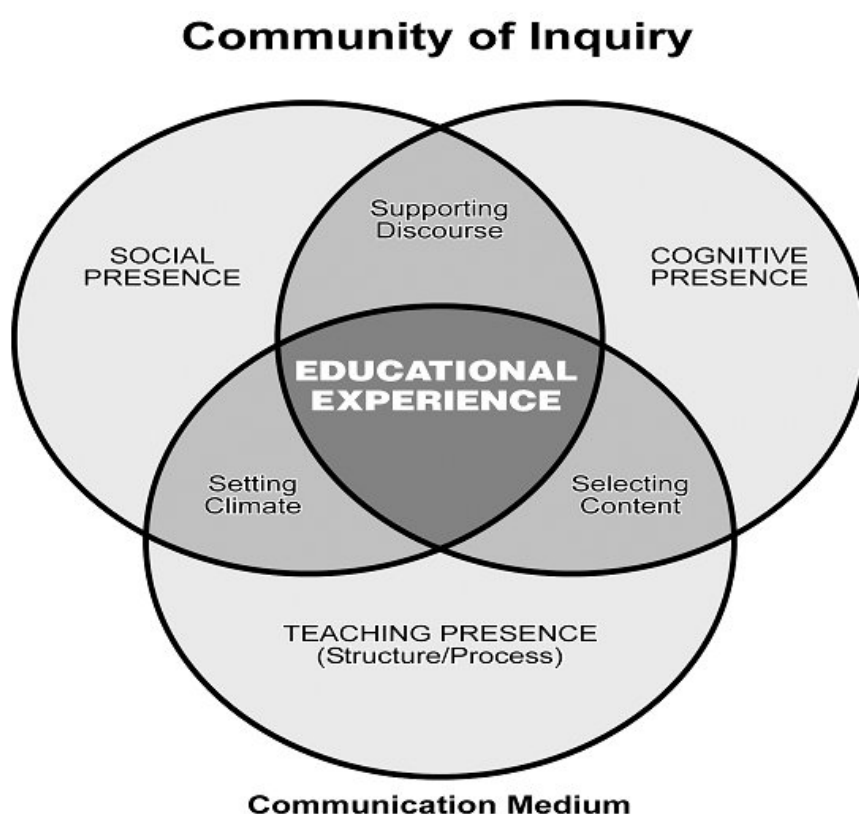 Community of Inquiry
Supporting
Discourse
SOCIAL
PRESENCE
COGNITIVE
PRESENCE
EDUCATIONAL
EXPERIENCE
Setting
Climate
Selecting
Content
TEACHING PRESENCE
(Structure/Process)
Communication Medium